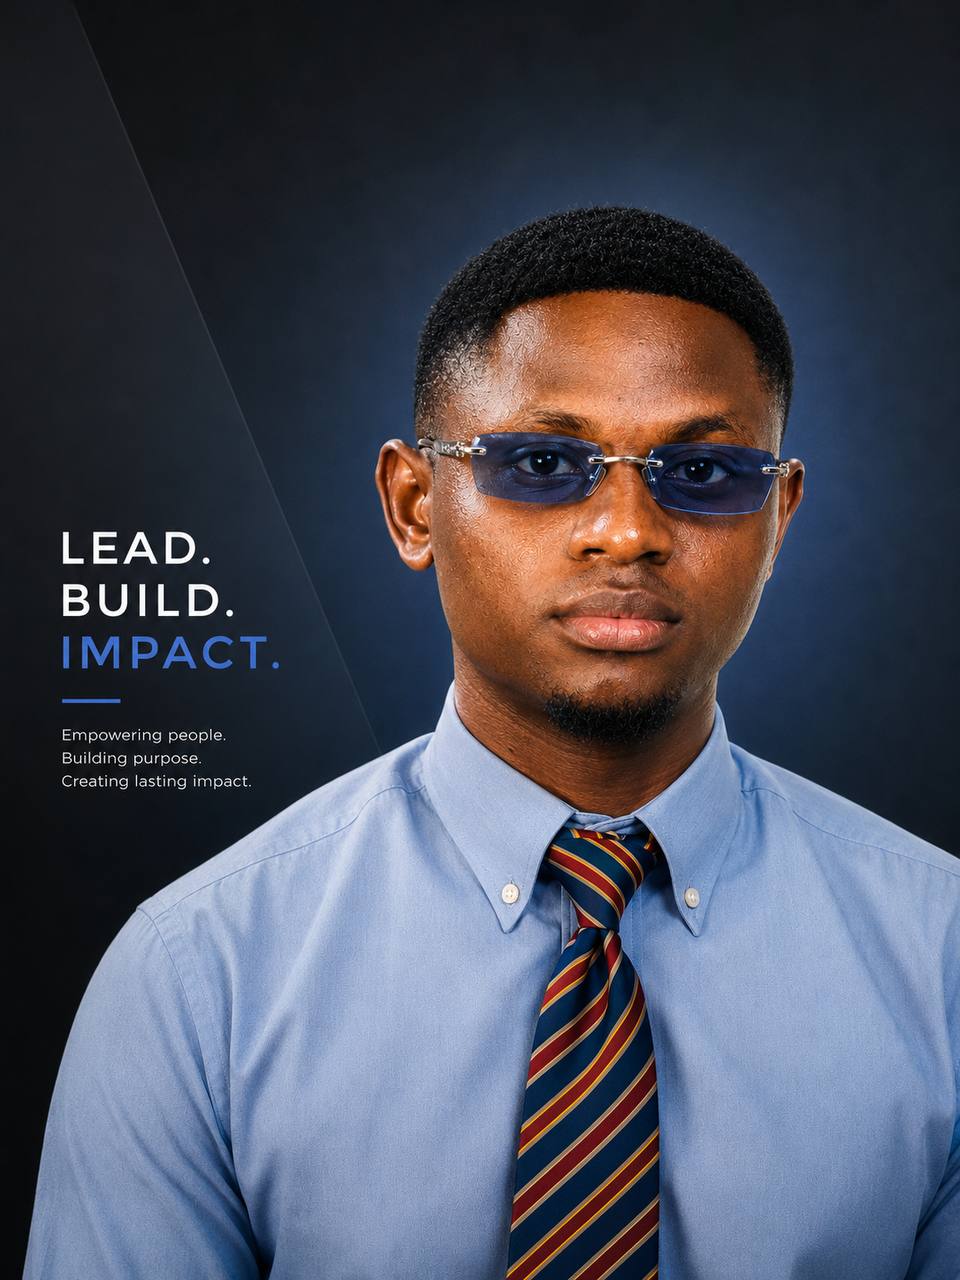 LEAD.
BUILD.
IMPACT.
Empowering people.
Building purpose.
Creating lasting impact.